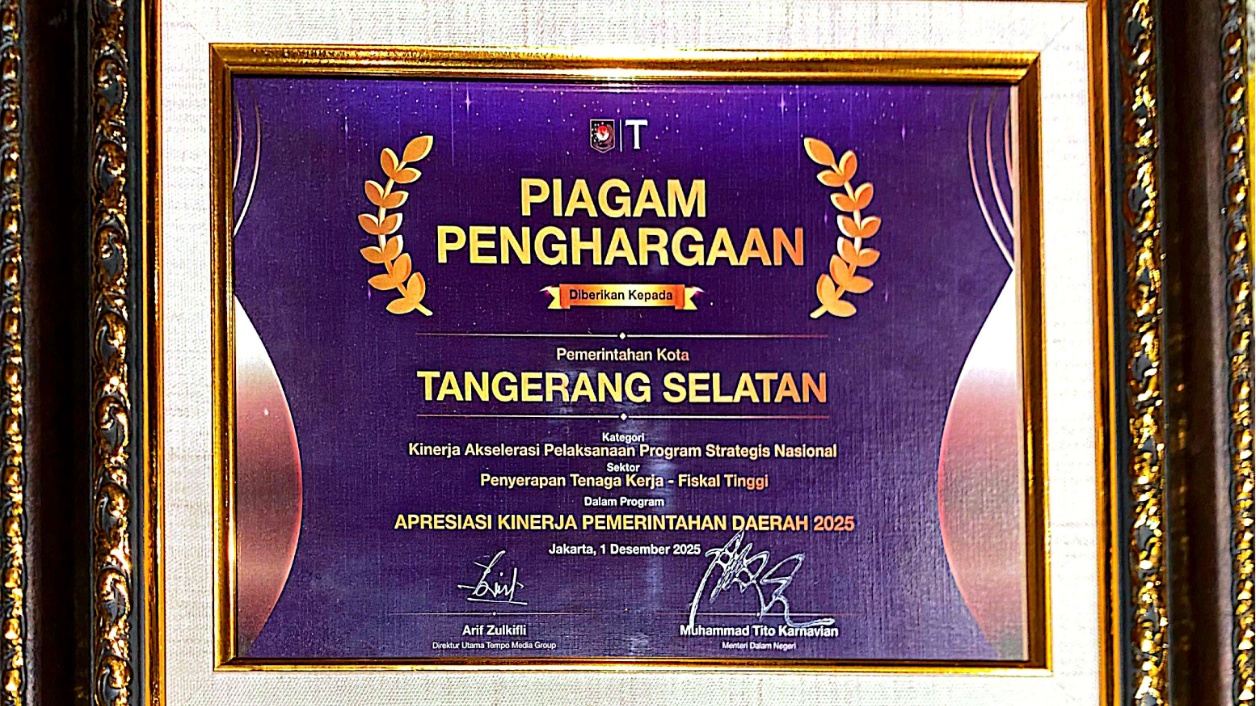 T
PIAGAM
PENGHARGAAN
Diberikan Kepada
Pemerintahan Kota
TANGERANG SELATAN
Kategori
Kinerja Akselerasi Pelaksanaan Program Strategis Nasional
Sektor
Penyerapan Tenaga Kerja - Fiskal Tinggi
Dalam Program
APRESIASI KINERJA PEMERINTAHAN DAERAH 2025
Jakarta, 1 Desember 2025
Arif Zulkifli
Direktur Utama Tempo Media Group
Muhammad Tito Karnavian
Menteri Dalam Negeri